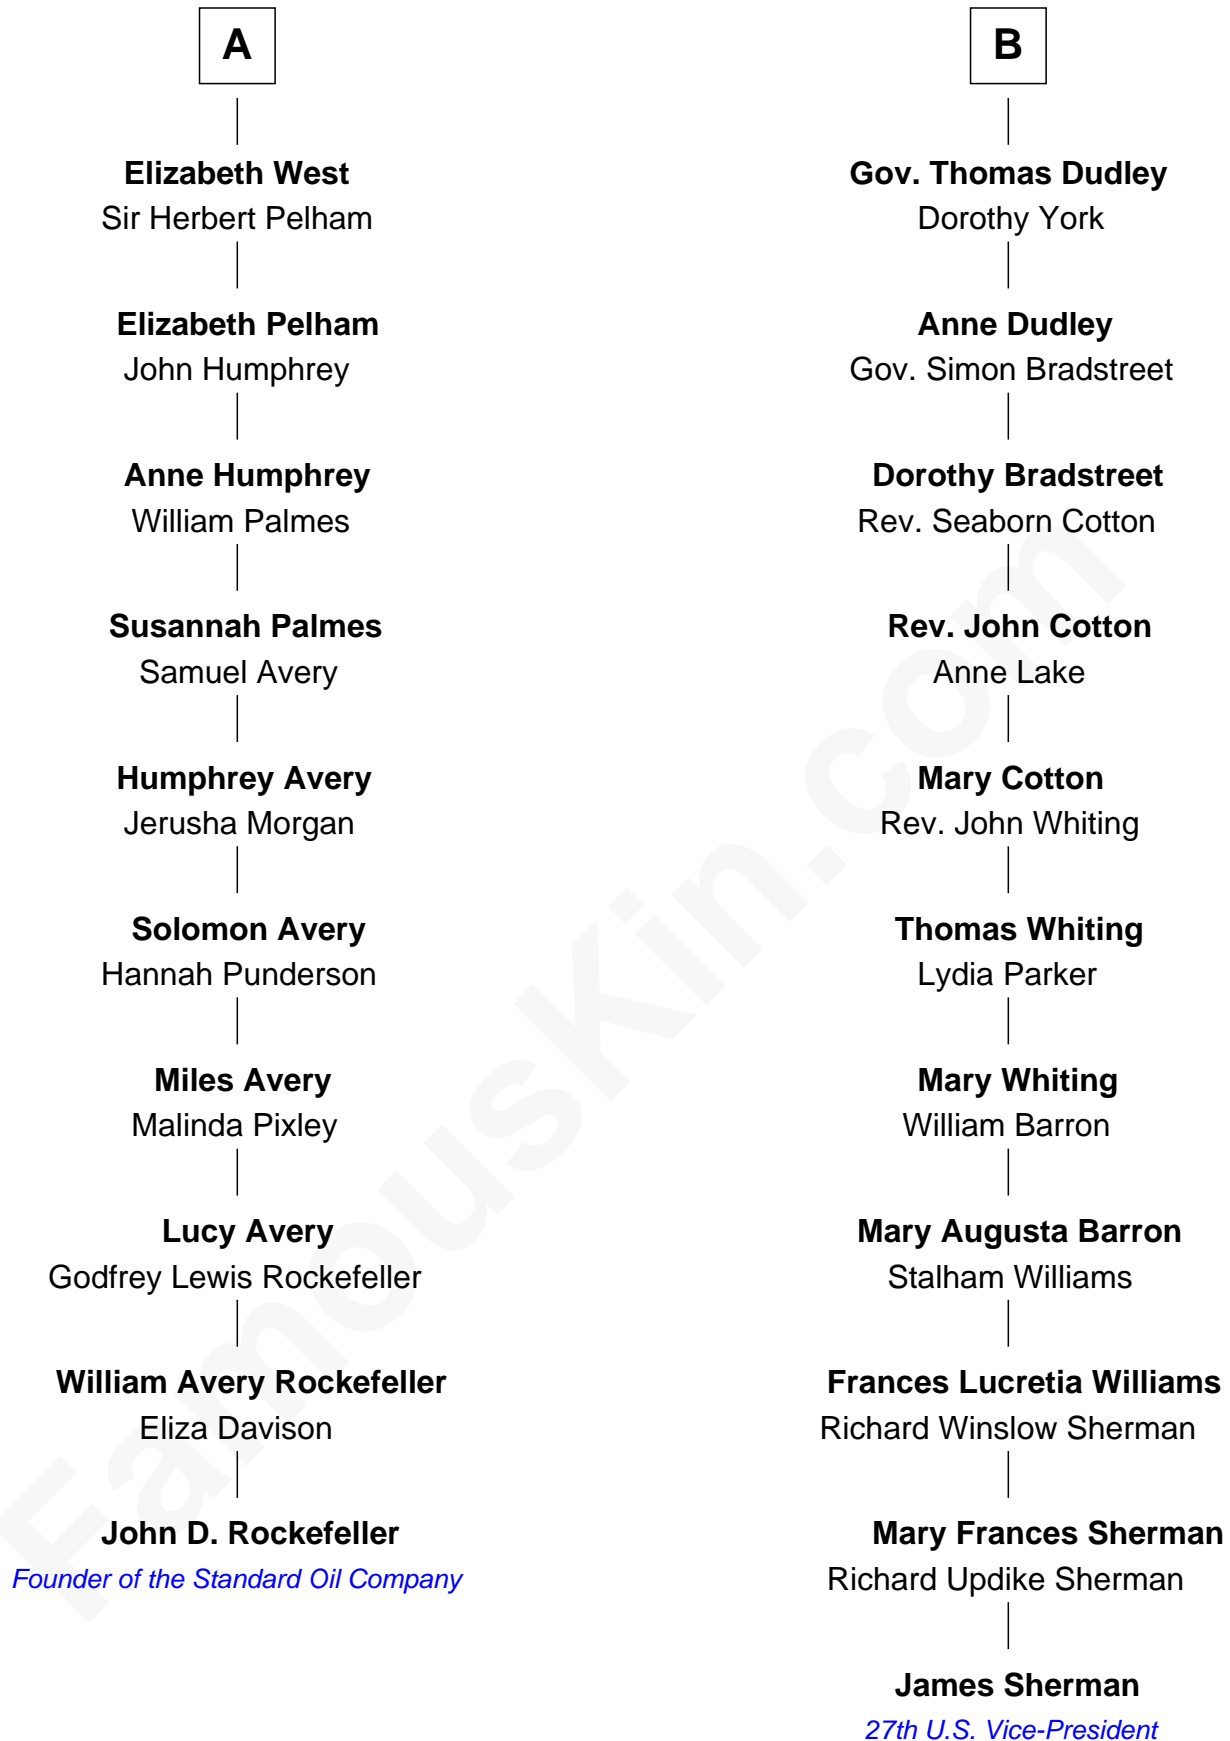 A
Elizabeth West
Sir Herbert Pelham
Elizabeth Pelham
John Humphrey
Anne Humphrey
William Palmes
Susannah Palmes
Samuel Avery
Humphrey Avery
Jerusha Morgan
Solomon Avery
Hannah Punderson
Miles Avery
Malinda Pixley
Lucy Avery
Godfrey Lewis Rockefeller
William Avery Rockefeller
Eliza Davison
John D. Rockefeller
Founder of the Standard Oil Company
B
Gov. Thomas Dudley
Dorothy York
Anne Dudley
Gov. Simon Bradstreet
Dorothy Bradstreet
Rev. Seaborn Cotton
Rev. John Cotton
Anne Lake
Mary Cotton
Rev. John Whiting
Thomas Whiting
Lydia Parker
Mary Whiting
William Barron
Mary Augusta Barron
Stalham Williams
Frances Lucretia Williams
Richard Winslow Sherman
Mary Frances Sherman
Richard Updike Sherman
James Sherman
27th U.S. Vice-President
FamousKin.com